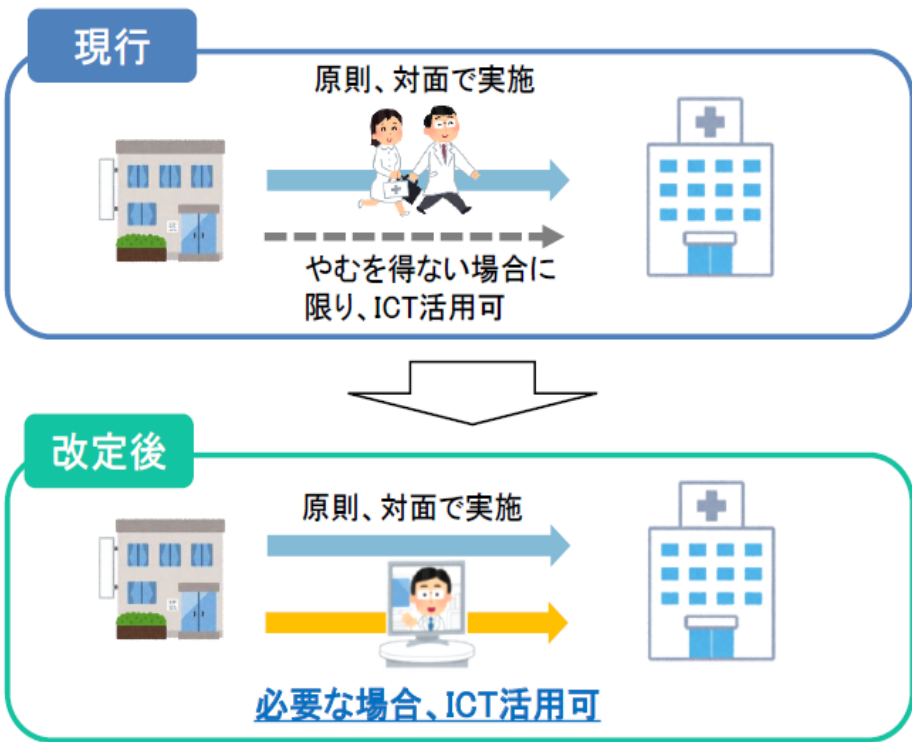 現行
原則、対面で実施
やむを得ない場合に
限り、ICT活用可
改定後
原則、対面で実施
必要な場合、ICT活用可